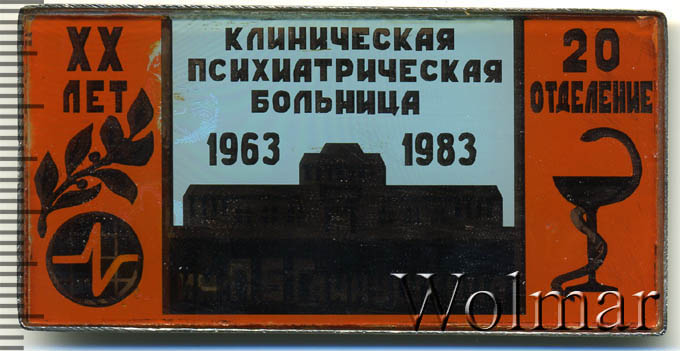 XX
ЛЕТ
КЛИНИЧЕСКАЯ
ПСИХИАТРИЧЕСКАЯ
БОЛЬНИЦА
1963 1983
20
ОТДЕЛЕНИЕ
Wolmar